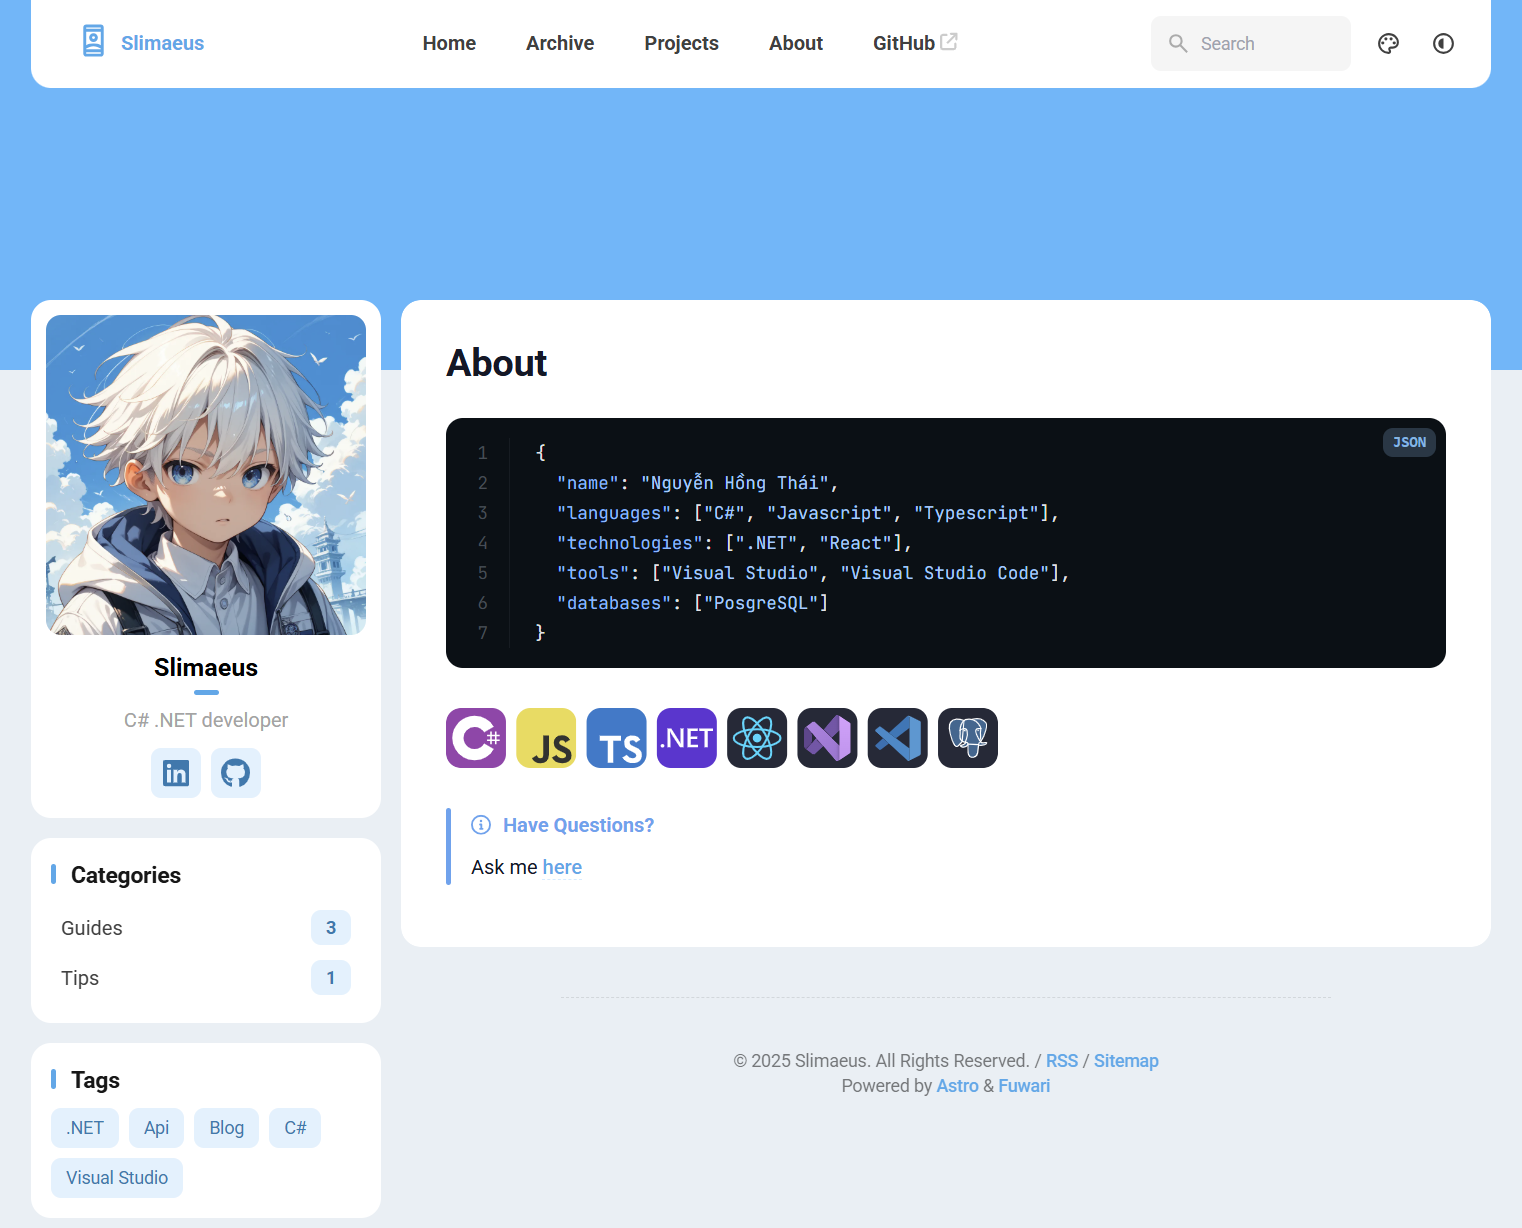 Slimaeus
Home Archive Projects About GitHub
Search
Slimaeus
C# .NET developer
in
Categories
Guides 3
Tips 1
Tags
.NET Api Blog C#
Visual Studio
About
JSON
1 {
2 "name": "Nguyễn Hồng Thái",
3 "languages": ["C#", "Javascript", "Typescript"],
4 "technologies": [".NET", "React"],
5 "tools": ["Visual Studio", "Visual Studio Code"],
6 "databases": ["PosgreSQL"]
7 }
C# JS TS .NET
Have Questions?
Ask me here
© 2025 Slimaeus. All Rights Reserved. / RSS / Sitemap
Powered by Astro & Fuwari